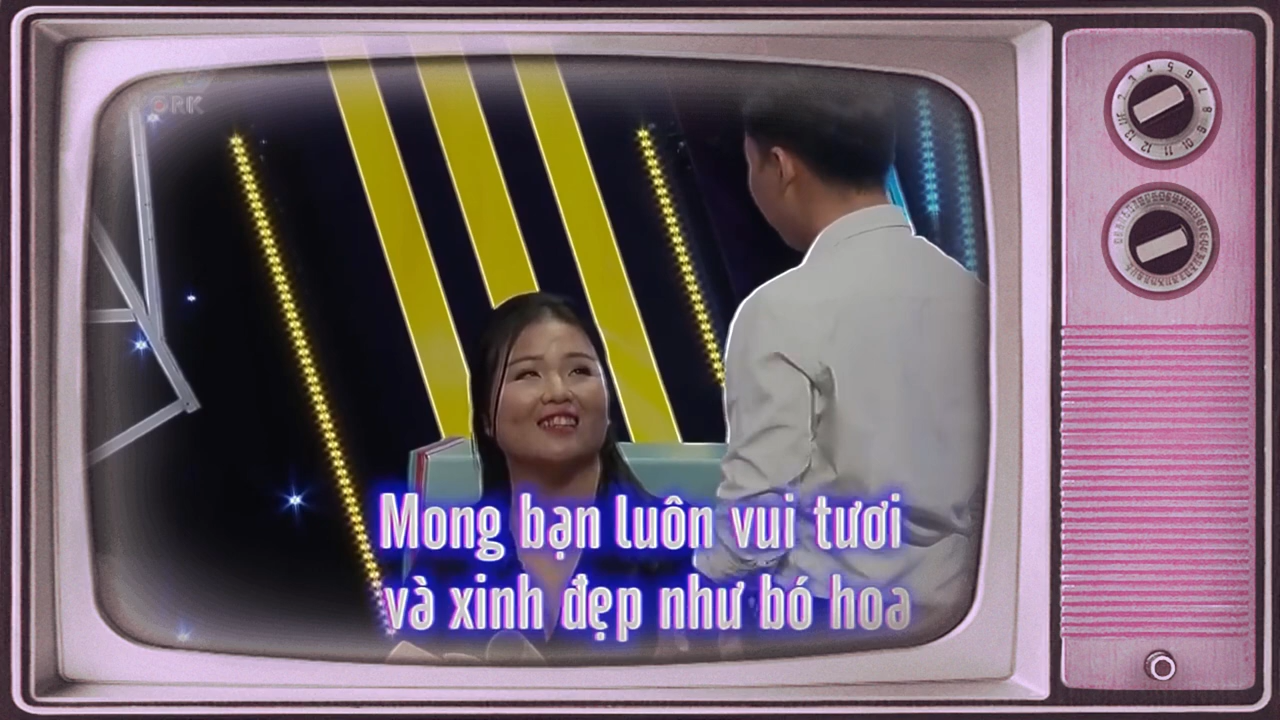 Mong bạn luôn vui tươi
và xinh đẹp như bó hoa